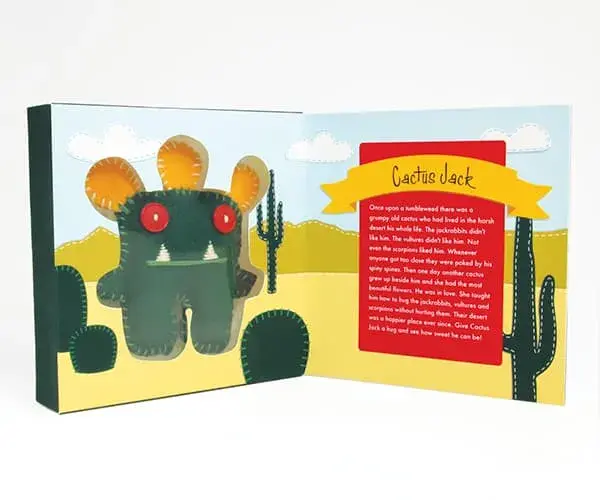 Cactus Jack
Once upon a tumbleweed there was a
grumpy old cactus who had lived in the harsh
desert his whole life. The jackrabbits didn't
like him. The vultures didn't like him. Not
even the scorpions liked him. Whenever
anyone got too close they were poked by his
spiny spines. Then one day another cactus
grew up beside him and she had the most
beautiful flowers. He was in love. She taught
him how to hug the jackrabbits, vultures and
scorpions without hurting them. Their desert
was a happier place ever since. Give Cactus
Jack a hug and see how sweet he can be!